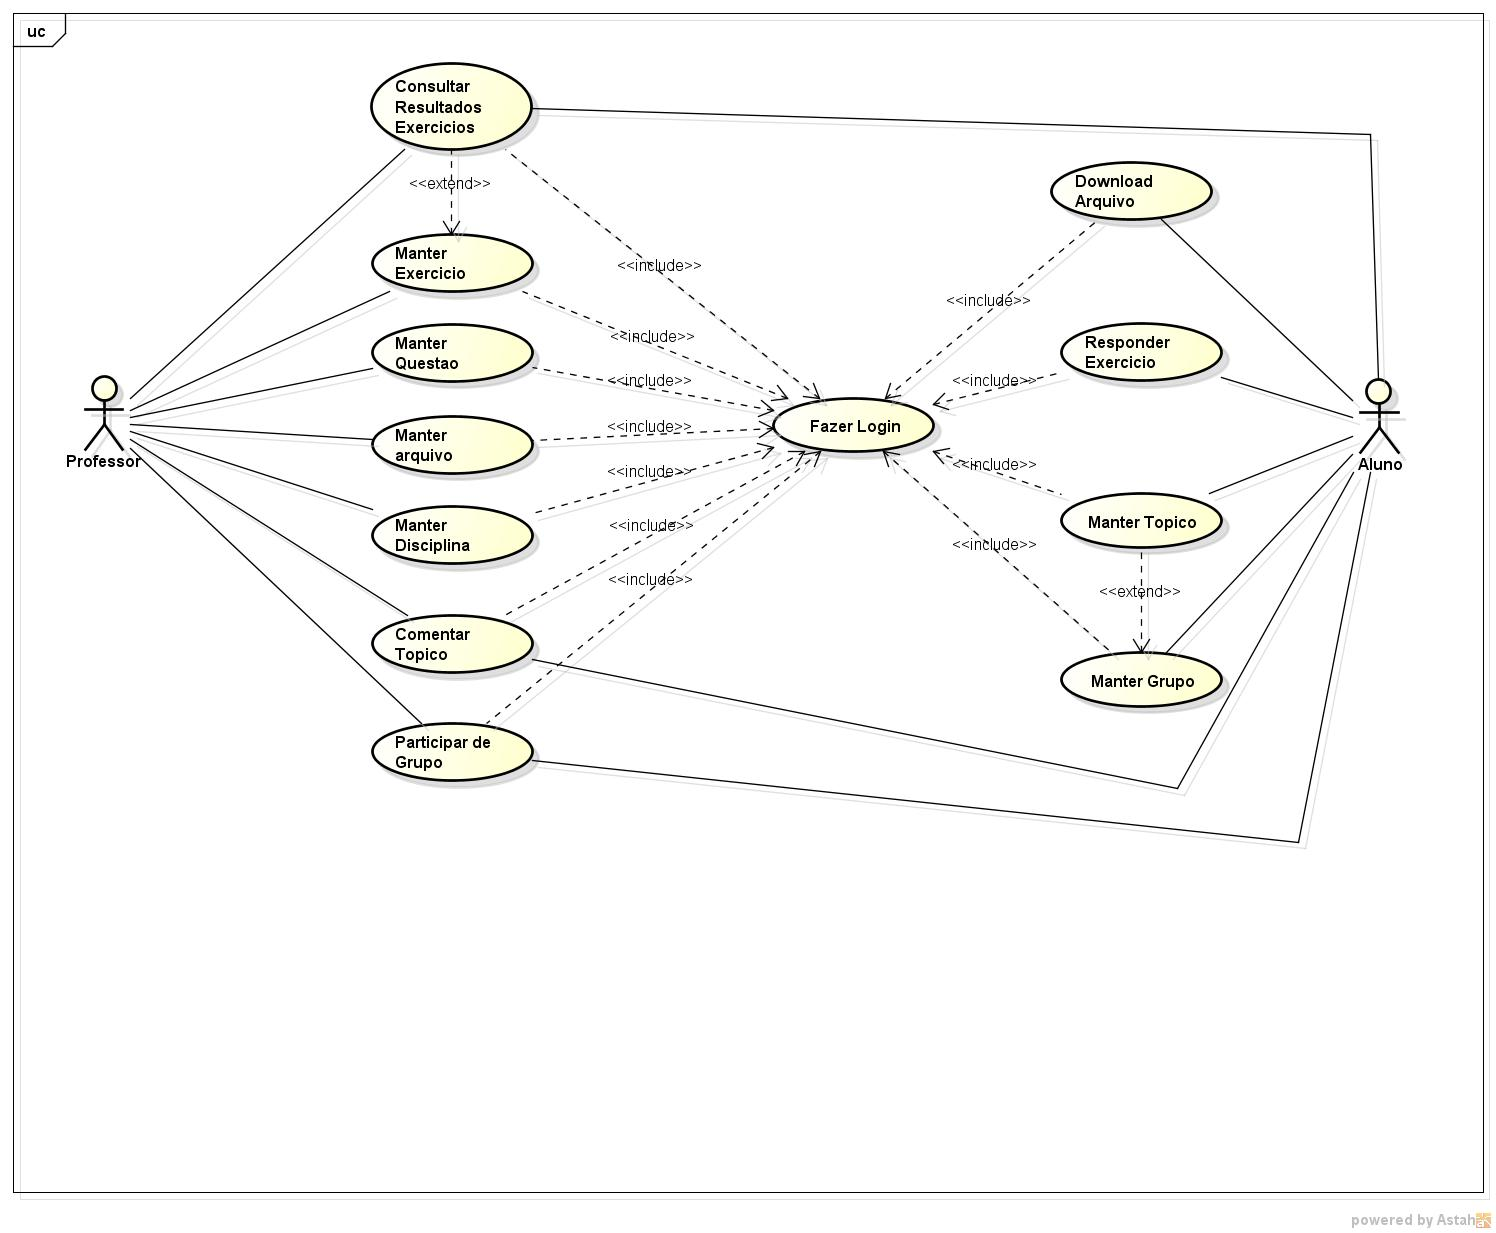 uc
Consultar
Resultados
Exercicios
<<extend>>
Download
Arquivo
Manter
Exercicio
<<include>>
<<include>>
Manter
Questao
<<include>>
Responder
Exercicio
<<include>>
<<include>>
Professor
Manter
arquivo
<<include>>
Fazer Login
Aluno
<<include>>
<<include>>
Manter
Disciplina
<<include>>
Manter Topico
<<include>>
<<extend>>
<<include>>
Comentar
Topico
Manter Grupo
Participar de
Grupo
powered by Astah